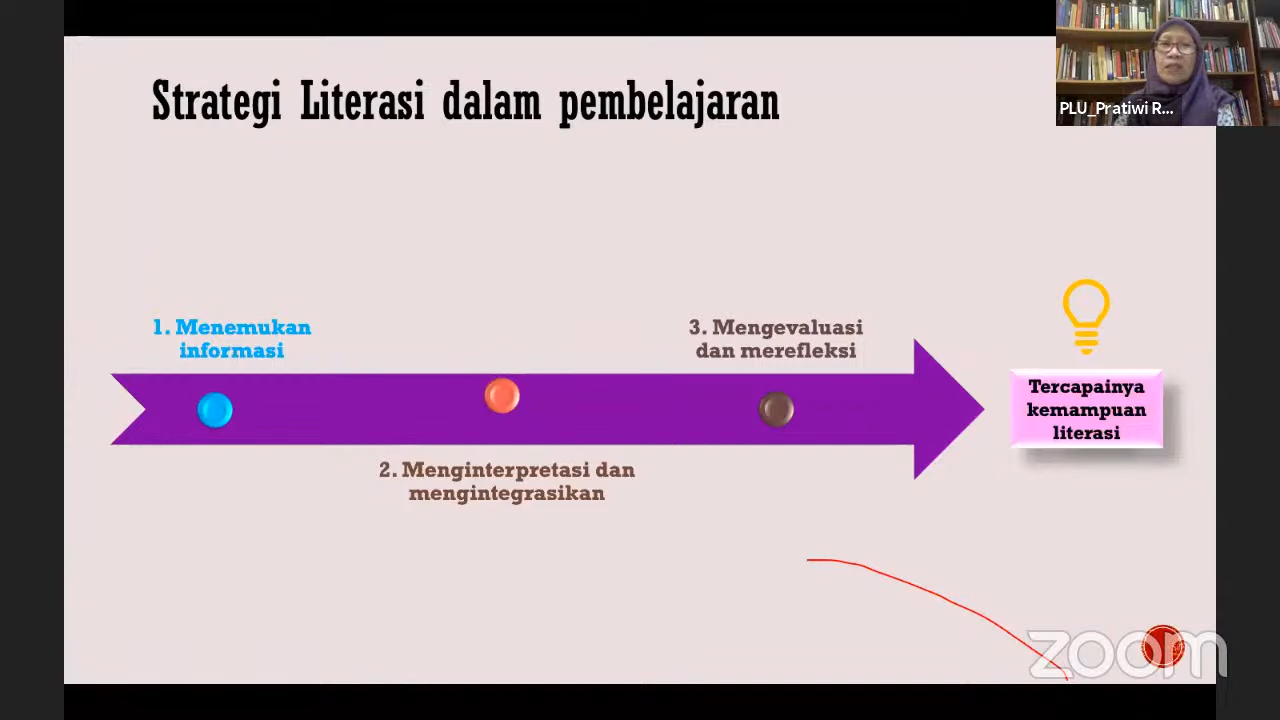 Strategi Literasi dalam pembelajaran
PLU_Pratiwi R...
1. Menemukan
informasi
3. Mengevaluasi
dan merefleksi
2. Menginterpretasi dan
mengintegrasikan
Tercapainya
kemampuan
literasi
zoom